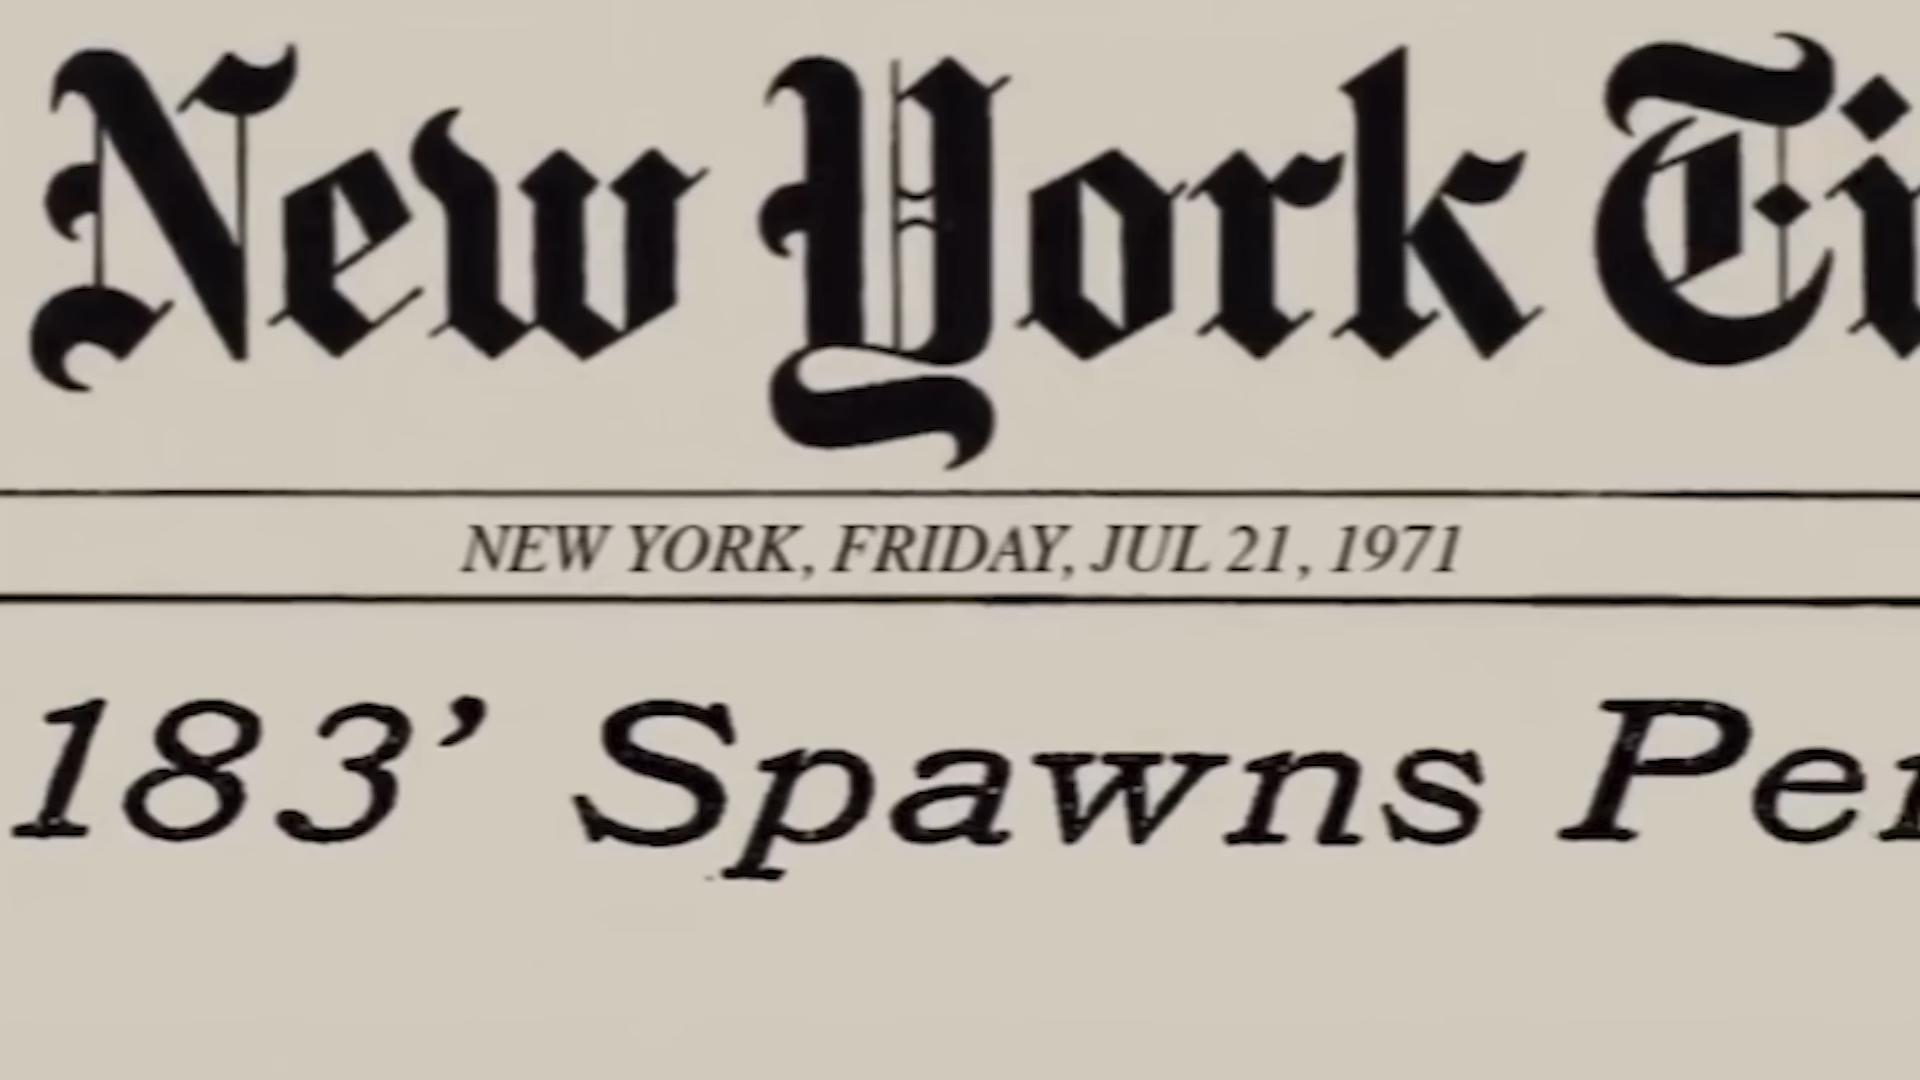 New York Ti
NEW YORK, FRIDAY, JUL 21, 1971
183’ Spawns Pe